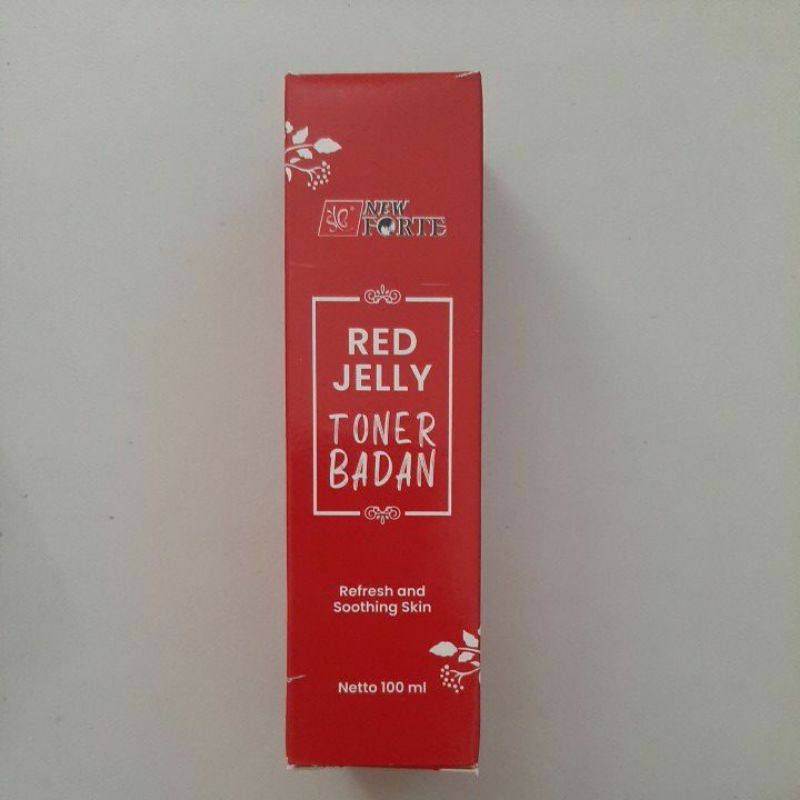 NEW
FORTE
RED
JELLY
TONER
BADAN
Refresh and
Soothing Skin
Netto 100 ml